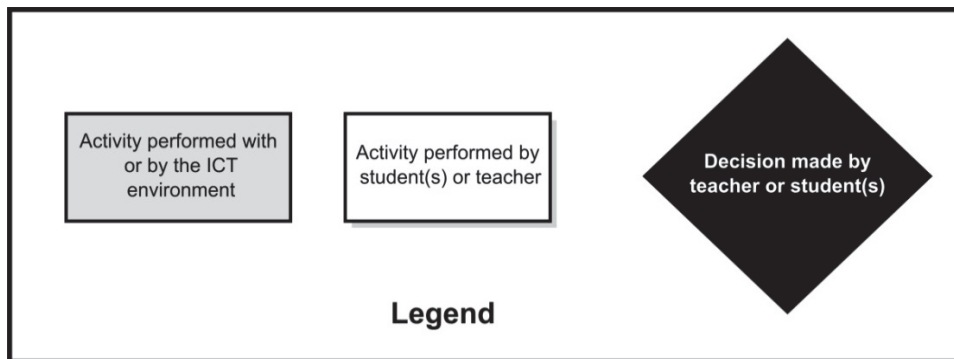 Activity performed with
or by the ICT
environment
Activity performed by
student(s) or teacher
Decision made by
teacher or student(s)
Legend